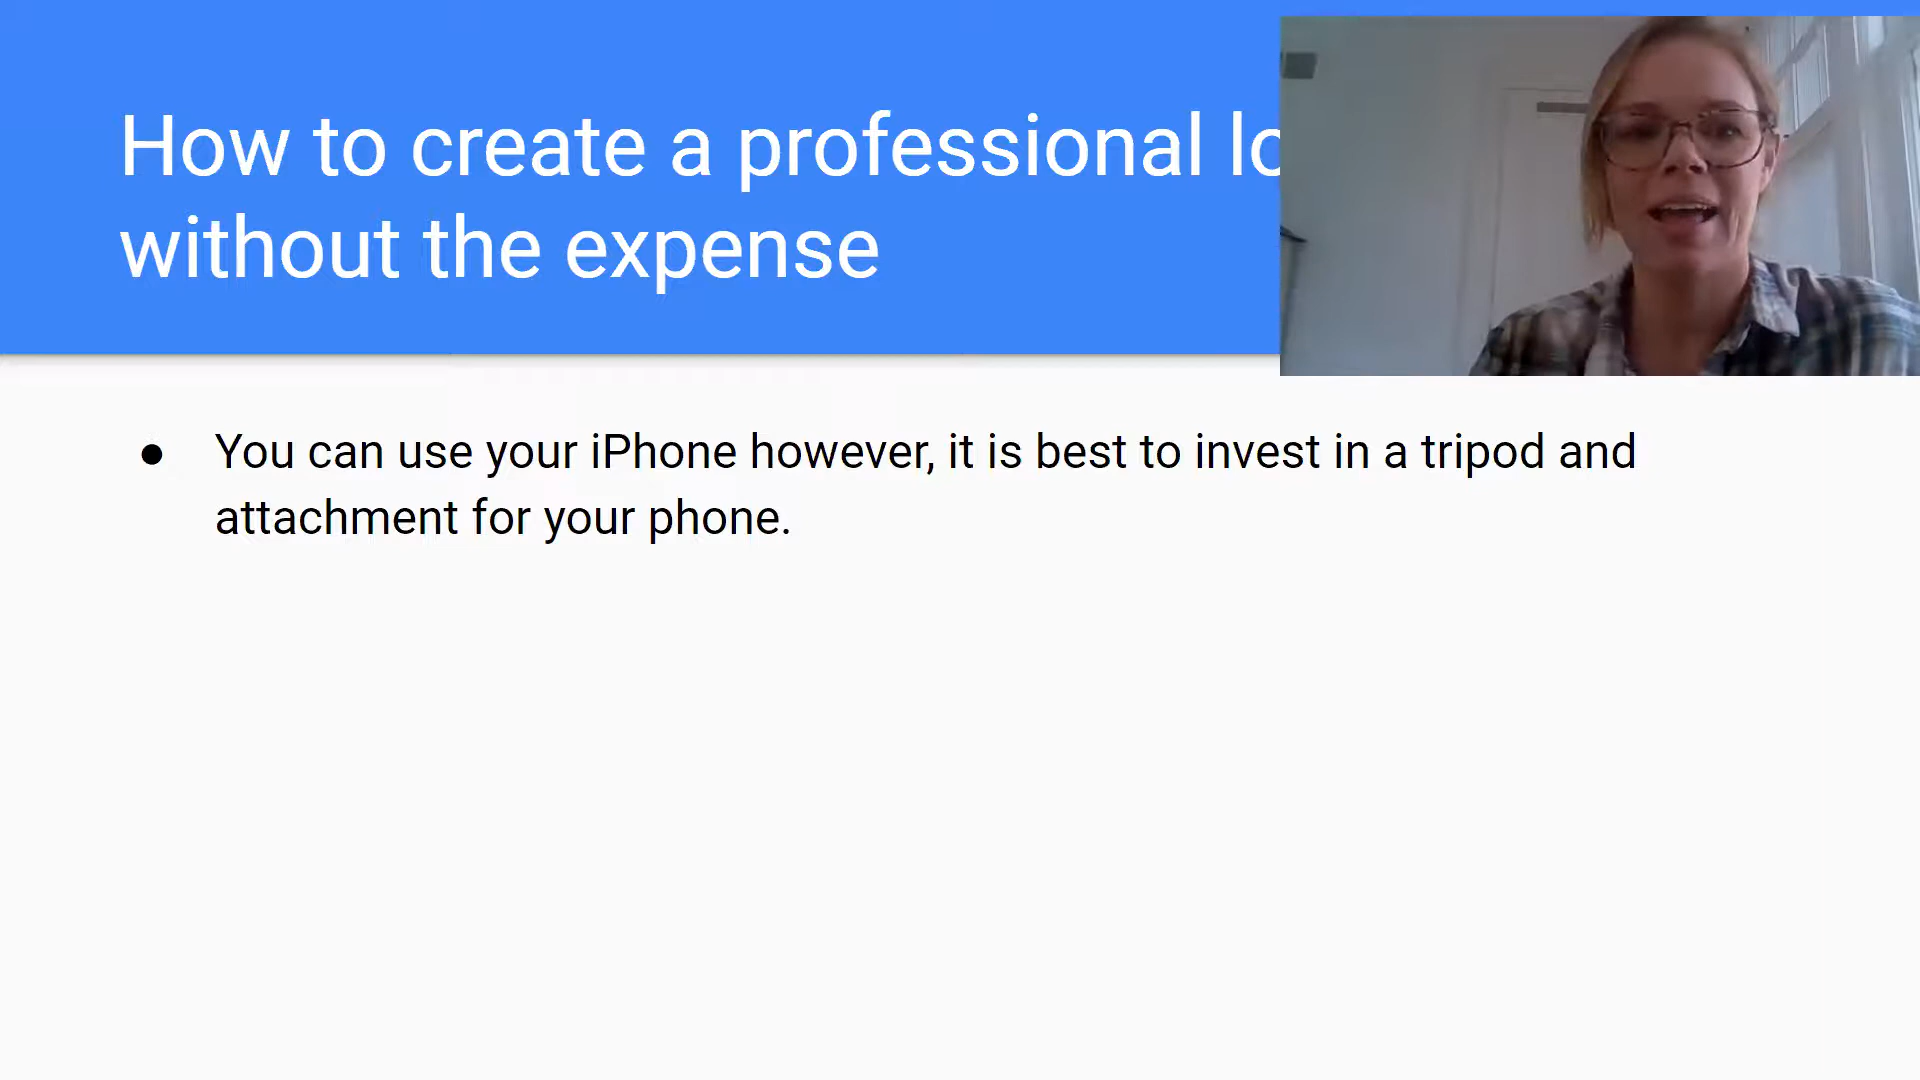 How to create a professional
without the expense
● You can use your iPhone however, it is best to invest in a tripod and
attachment for your phone.